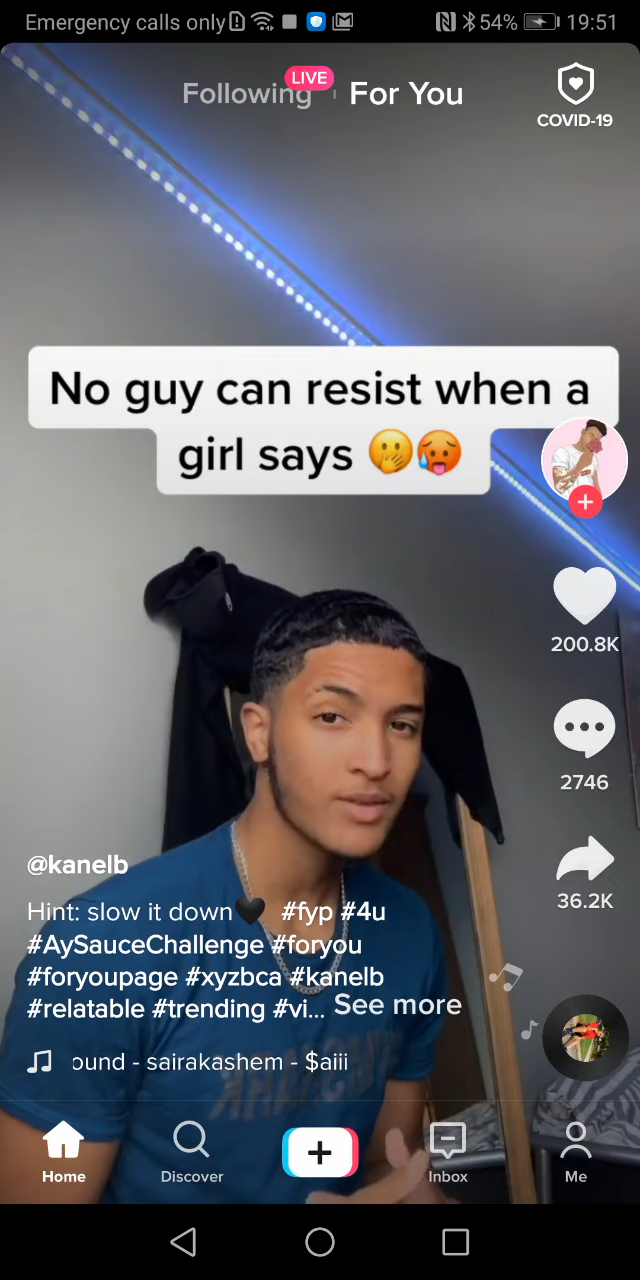 Emergency calls only
54% 19:51
Following LIVE For You
COVID-19
No guy can resist when a
girl says 🤭🥵
200.8K
2746
36.2K
@kanelb
Hint: slow it down🖤 #fyp #4u
#AySauceChallenge #foryou
#foryoupage #xyzbca #kanelb
#relatable #trending #vi... See more
ound - sairakashem - $aiii
Home
Discover
Inbox
Me